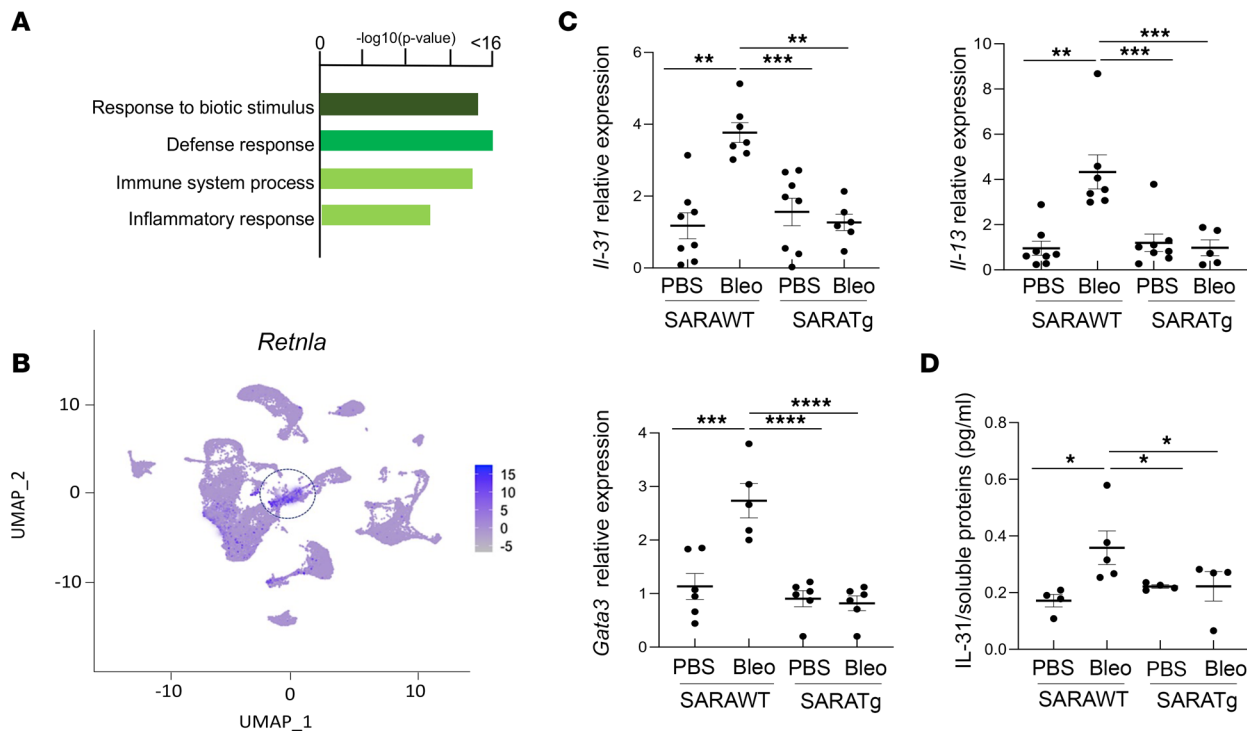 A
0
-log10(p-value)
<16
Response to biotic stimulus
Defense response
Immune system process
Inflammatory response
B
Retnla
UMAP_2
10
0
-10
-10
0
10
UMAP_1
15
10
5
0
-5
C
Il-31 relative expression
6
4
2
0
**
**
***
PBS
Bleo
PBS
Bleo
SARAWT
SARATg
Il-13 relative expression
10
8
6
4
2
0
**
***
***
PBS
Bleo
PBS
Bleo
SARAWT
SARATg
Gata3 relative expression
4
3
2
1
0
***
****
****
PBS
Bleo
PBS
Bleo
SARAWT
SARATg
D
IL-31/soluble proteins (pg/ml)
0.8
0.6
0.4
0.2
0.0
*
*
*
PBS
Bleo
PBS
Bleo
SARAWT
SARATg